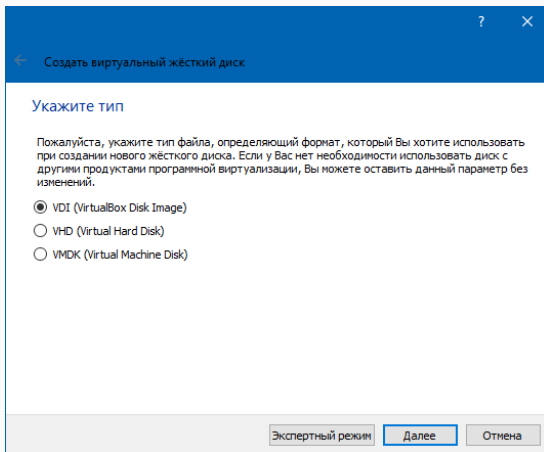 ?
Создать виртуальный жёсткий диск
Укажите тип
Пожалуйста, укажите тип файла, определяющий формат, который Вы хотите использовать
при создании нового жёсткого диска. Если у Вас нет необходимости использовать диск с
другими продуктами программной виртуализации, Вы можете оставить данный параметр без
изменений.
VDI (VirtualBox Disk Image)
VHD (Virtual Hard Disk)
VMDK (Virtual Machine Disk)
Экспертный режим Далее Отмена